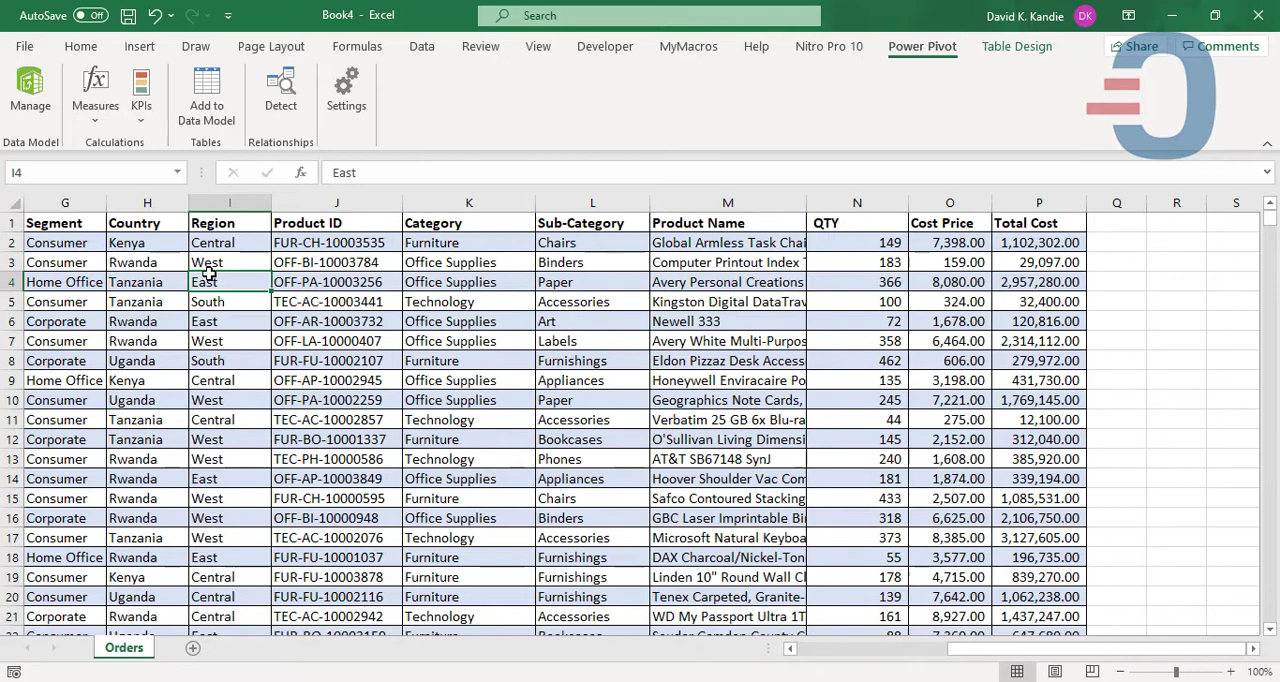 AutoSave Off Book4 - Excel Search David K. Kandie DK
File Home Insert Draw Page Layout Formulas Data Review View Developer MyMacros Help Nitro Pro 10 Power Pivot Table Design Share Comments
Manage Measures KPIs Add to Data Model Detect Settings
Data Model Calculations Tables Relationships
I4 fx East
G H I J K L M N O P Q R S
1 Segment Country Region Product ID Category Sub-Category Product Name QTY Cost Price Total Cost
2 Consumer Kenya Central FUR-CH-10003535 Furniture Chairs Global Armless Task Chai 149 7,398.00 1,102,302.00
3 Consumer Rwanda West OFF-BI-10003784 Office Supplies Binders Computer Printout Index T 183 159.00 29,097.00
4 Home Office Tanzania East OFF-PA-10003256 Office Supplies Paper Avery Personal Creations 366 8,080.00 2,957,280.00
5 Consumer Tanzania South TEC-AC-10003441 Technology Accessories Kingston Digital DataTrav 100 324.00 32,400.00
6 Corporate Rwanda East OFF-AR-10003732 Office Supplies Art Newell 333 72 1,678.00 120,816.00
7 Consumer Rwanda West OFF-LA-10000407 Office Supplies Labels Avery White Multi-Purpos 358 6,464.00 2,314,112.00
8 Corporate Uganda South FUR-FU-10002107 Furniture Furnishings Eldon Pizzaz Desk Access 462 606.00 279,972.00
9 Home Office Kenya Central OFF-AP-10002945 Office Supplies Appliances Honeywell Enviracaire Po 135 3,198.00 431,730.00
10 Consumer Uganda West OFF-PA-10002259 Office Supplies Paper Geographics Note Cards, 245 7,221.00 1,769,145.00
11 Consumer Tanzania Central TEC-AC-10002857 Technology Accessories Verbatim 25 GB 6x Blu-ra 44 275.00 12,100.00
12 Corporate Tanzania West FUR-BO-10001337 Furniture Bookcases O'Sullivan Living Dimensi 145 2,152.00 312,040.00
13 Consumer Rwanda West TEC-PH-10000586 Technology Phones AT&T SB67148 SynJ 240 1,608.00 385,920.00
14 Consumer Rwanda East OFF-AP-10003849 Office Supplies Appliances Hoover Shoulder Vac Com 181 1,874.00 339,194.00
15 Consumer Rwanda West FUR-CH-10000595 Furniture Chairs Safco Contoured Stacking 433 2,507.00 1,085,531.00
16 Corporate Rwanda West OFF-BI-10000948 Office Supplies Binders GBC Laser Imprintable Bi 318 6,625.00 2,106,750.00
17 Consumer Tanzania West TEC-AC-10002076 Technology Accessories Microsoft Natural Keyboa 373 8,385.00 3,127,605.00
18 Home Office Rwanda East FUR-FU-10001037 Furniture Furnishings DAX Charcoal/Nickel-Ton 55 3,577.00 196,735.00
19 Consumer Kenya Central FUR-FU-10003878 Furniture Furnishings Linden 10" Round Wall Cl 178 4,715.00 839,270.00
20 Consumer Uganda Central FUR-FU-10002116 Furniture Furnishings Tenex Carpeted, Granite- 139 7,642.00 1,062,238.00
21 Corporate Rwanda Central TEC-AC-10002942 Technology Accessories WD My Passport Ultra 1T 161 8,927.00 1,437,247.00
Orders
100%